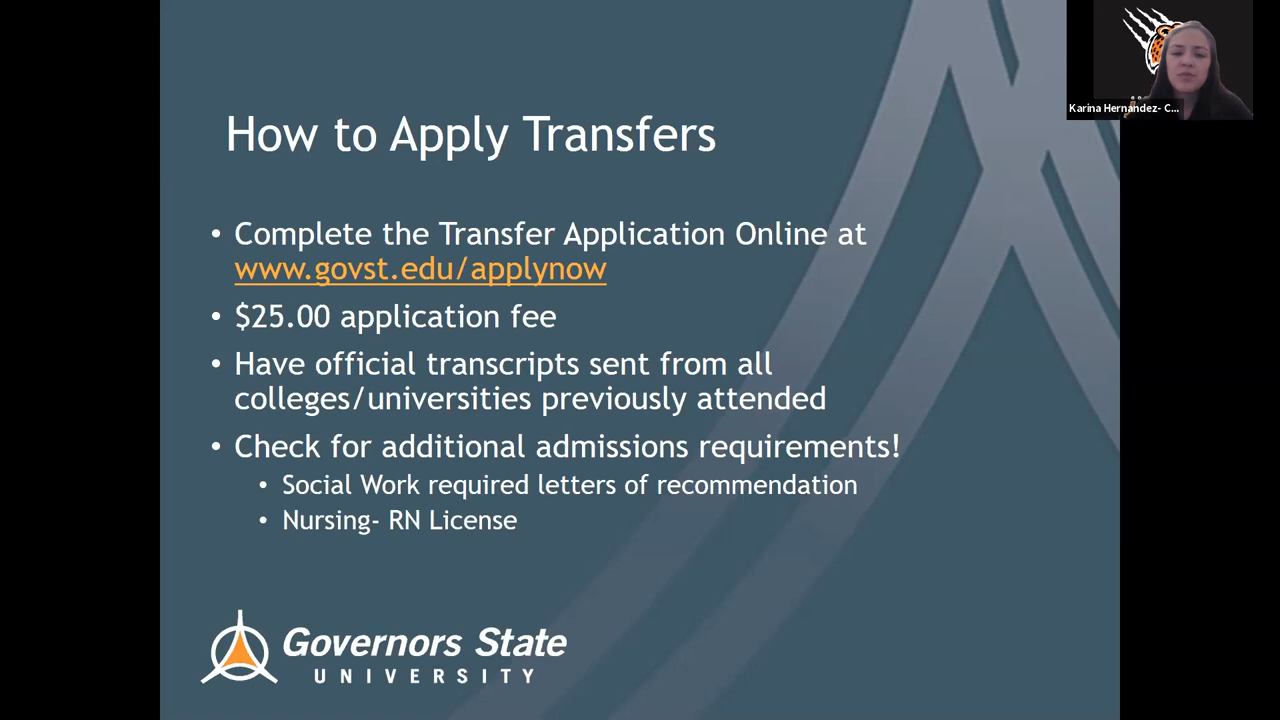 Karina Hernandez- C...
How to Apply Transfers
• Complete the Transfer Application Online at
www.govst.edu/applynow
• $25.00 application fee
• Have official transcripts sent from all
colleges/universities previously attended
• Check for additional admissions requirements!
• Social Work required letters of recommendation
• Nursing- RN License
Governors State
UNIVERSITY